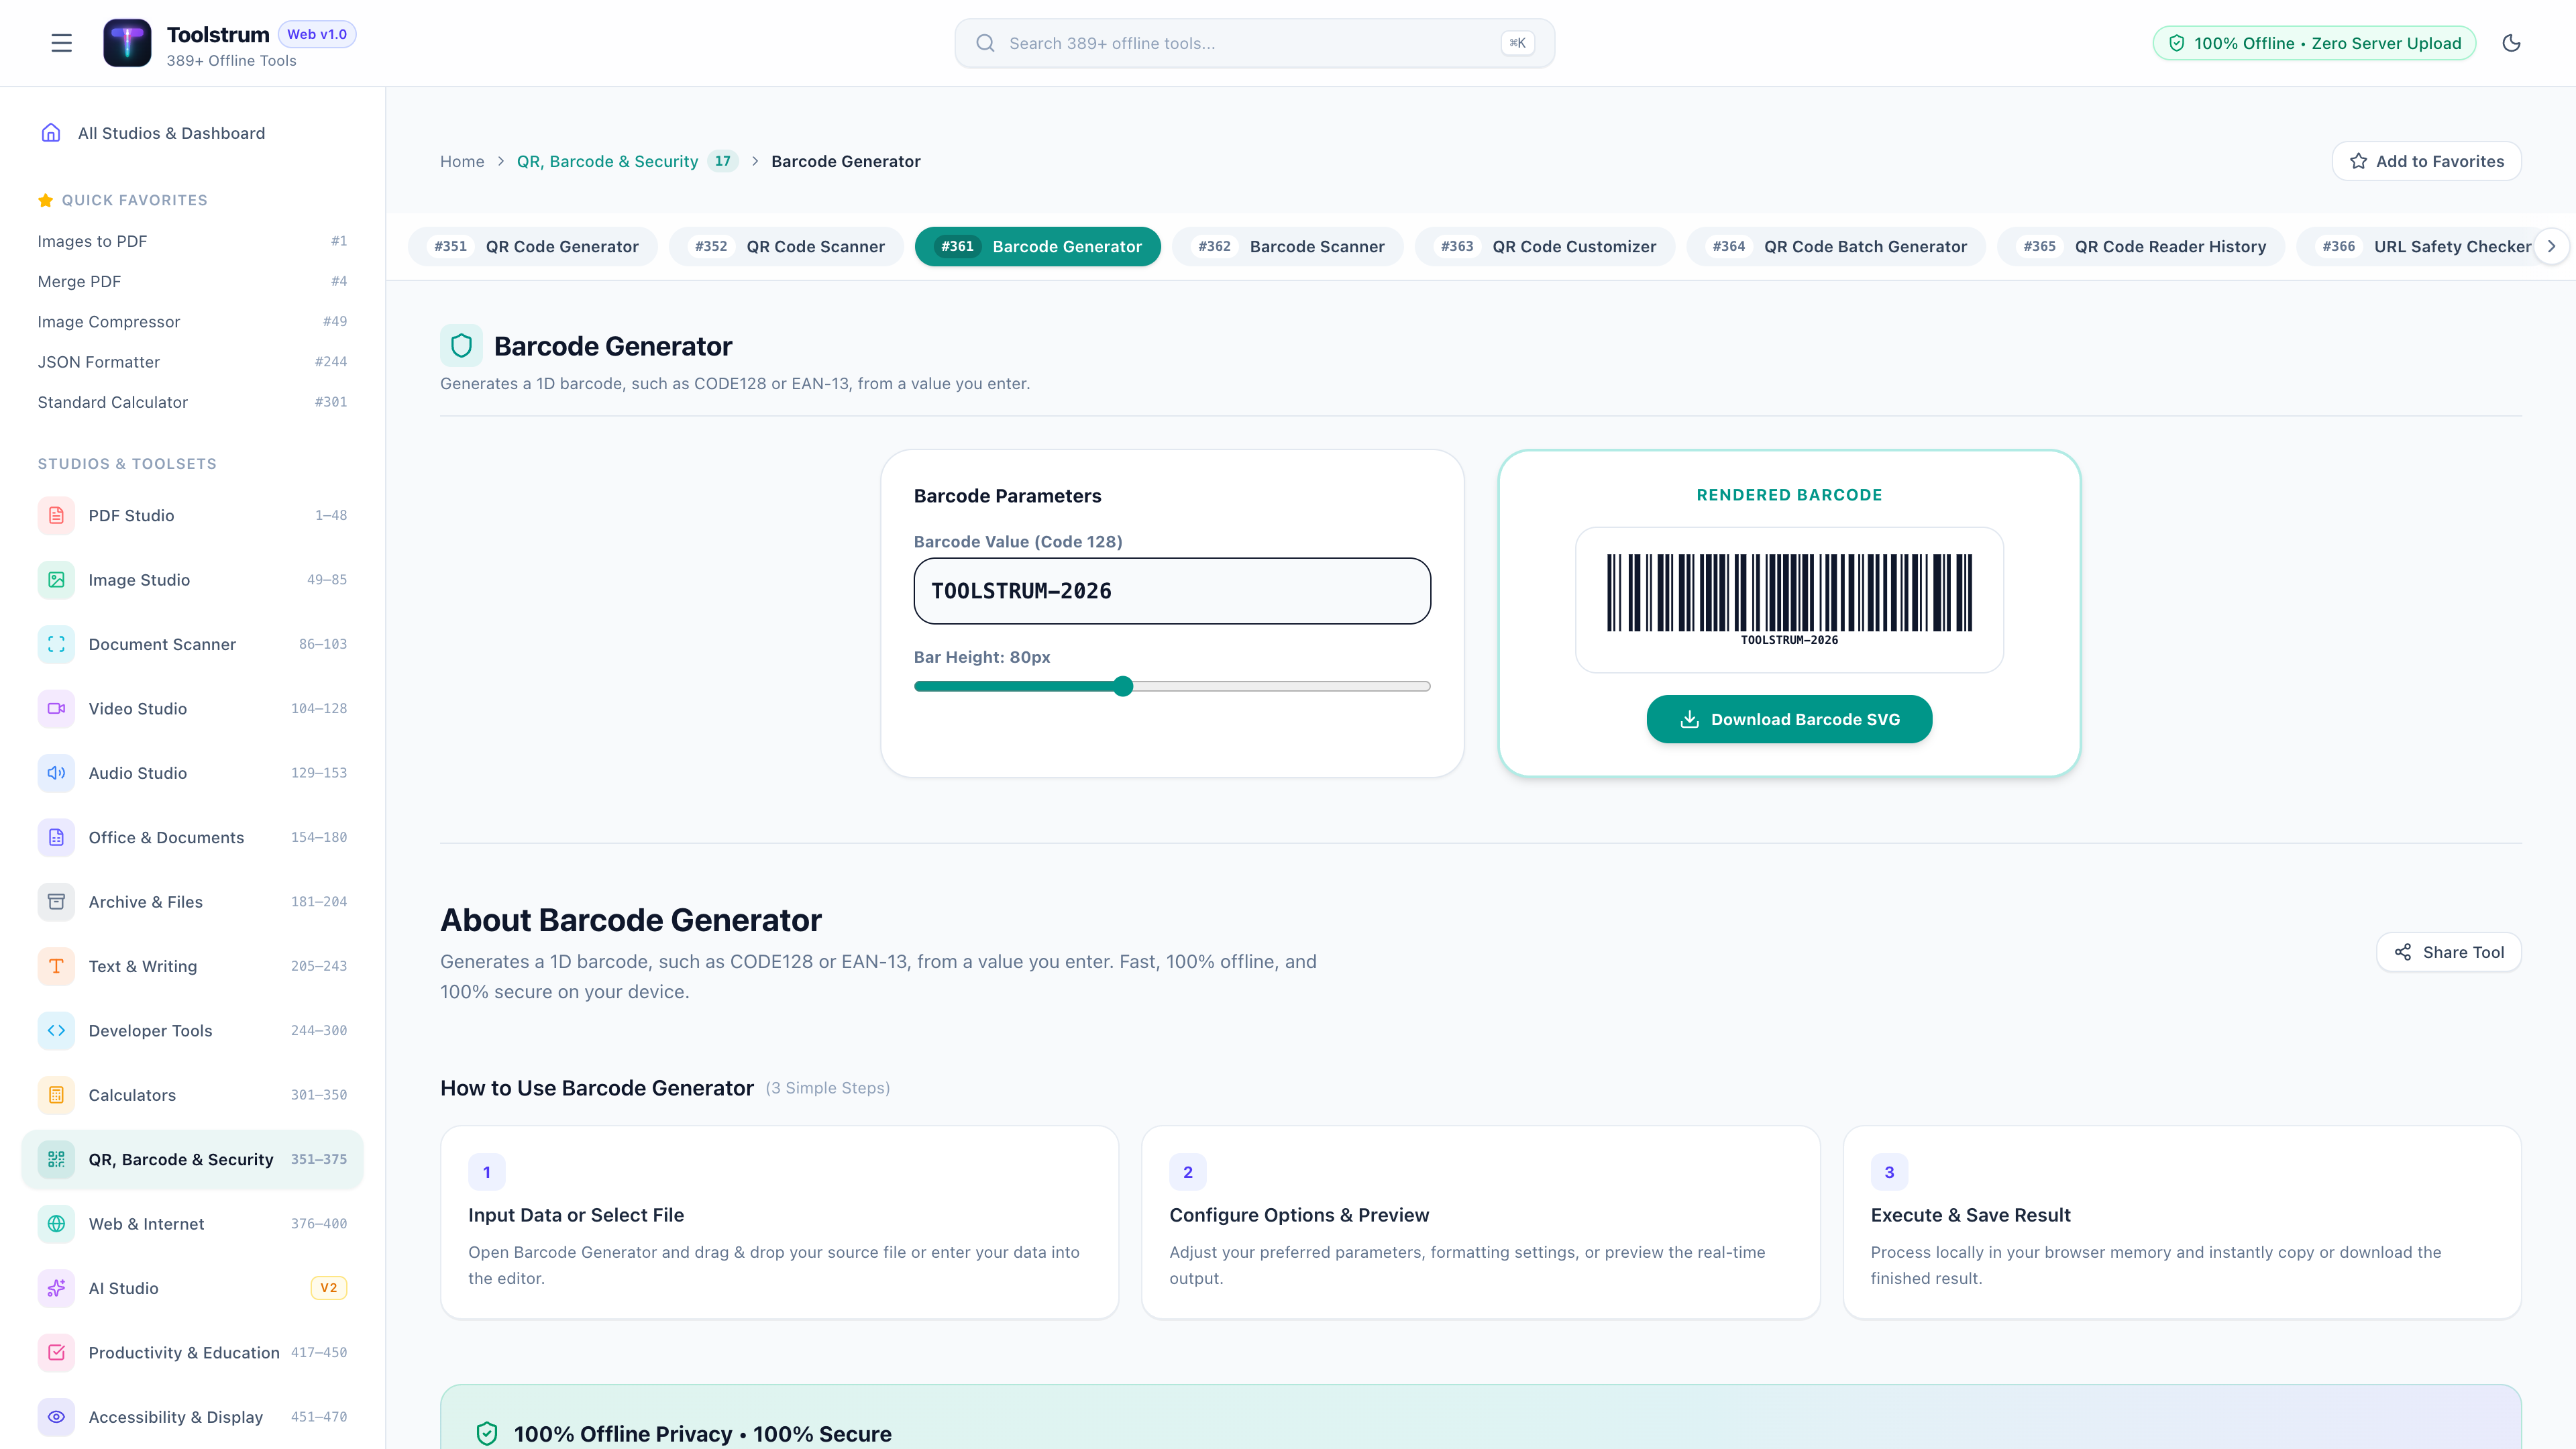 Toolstrum Web v1.0
389+ Offline Tools
Search 389+ offline tools... ⌘K
100% Offline • Zero Server Upload
All Studios & Dashboard
QUICK FAVORITES
Images to PDF #1
Merge PDF #4
Image Compressor #49
JSON Formatter #244
Standard Calculator #301
STUDIOS & TOOLSETS
PDF Studio 1–48
Image Studio 49–85
Document Scanner 86–103
Video Studio 104–128
Audio Studio 129–153
Office & Documents 154–180
Archive & Files 181–204
Text & Writing 205–243
Developer Tools 244–300
Calculators 301–350
QR, Barcode & Security 351–375
Web & Internet 376–400
AI Studio V2
Productivity & Education 417–450
Accessibility & Display 451–470
Home > QR, Barcode & Security 17 > Barcode Generator
Add to Favorites
#351 QR Code Generator
#352 QR Code Scanner
#361 Barcode Generator
#362 Barcode Scanner
#363 QR Code Customizer
#364 QR Code Batch Generator
#365 QR Code Reader History
#366 URL Safety Checker
Barcode Generator
Generates a 1D barcode, such as CODE128 or EAN-13, from a value you enter.
Barcode Parameters
Barcode Value (Code 128)
TOOLSTRUM-2026
Bar Height: 80px
RENDERED BARCODE
TOOLSTRUM-2026
Download Barcode SVG
About Barcode Generator
Generates a 1D barcode, such as CODE128 or EAN-13, from a value you enter. Fast, 100% offline, and
100% secure on your device.
Share Tool
How to Use Barcode Generator (3 Simple Steps)
1
Input Data or Select File
Open Barcode Generator and drag & drop your source file or enter your data into
the editor.
2
Configure Options & Preview
Adjust your preferred parameters, formatting settings, or preview the real-time
output.
3
Execute & Save Result
Process locally in your browser memory and instantly copy or download the
finished result.
100% Offline Privacy • 100% Secure